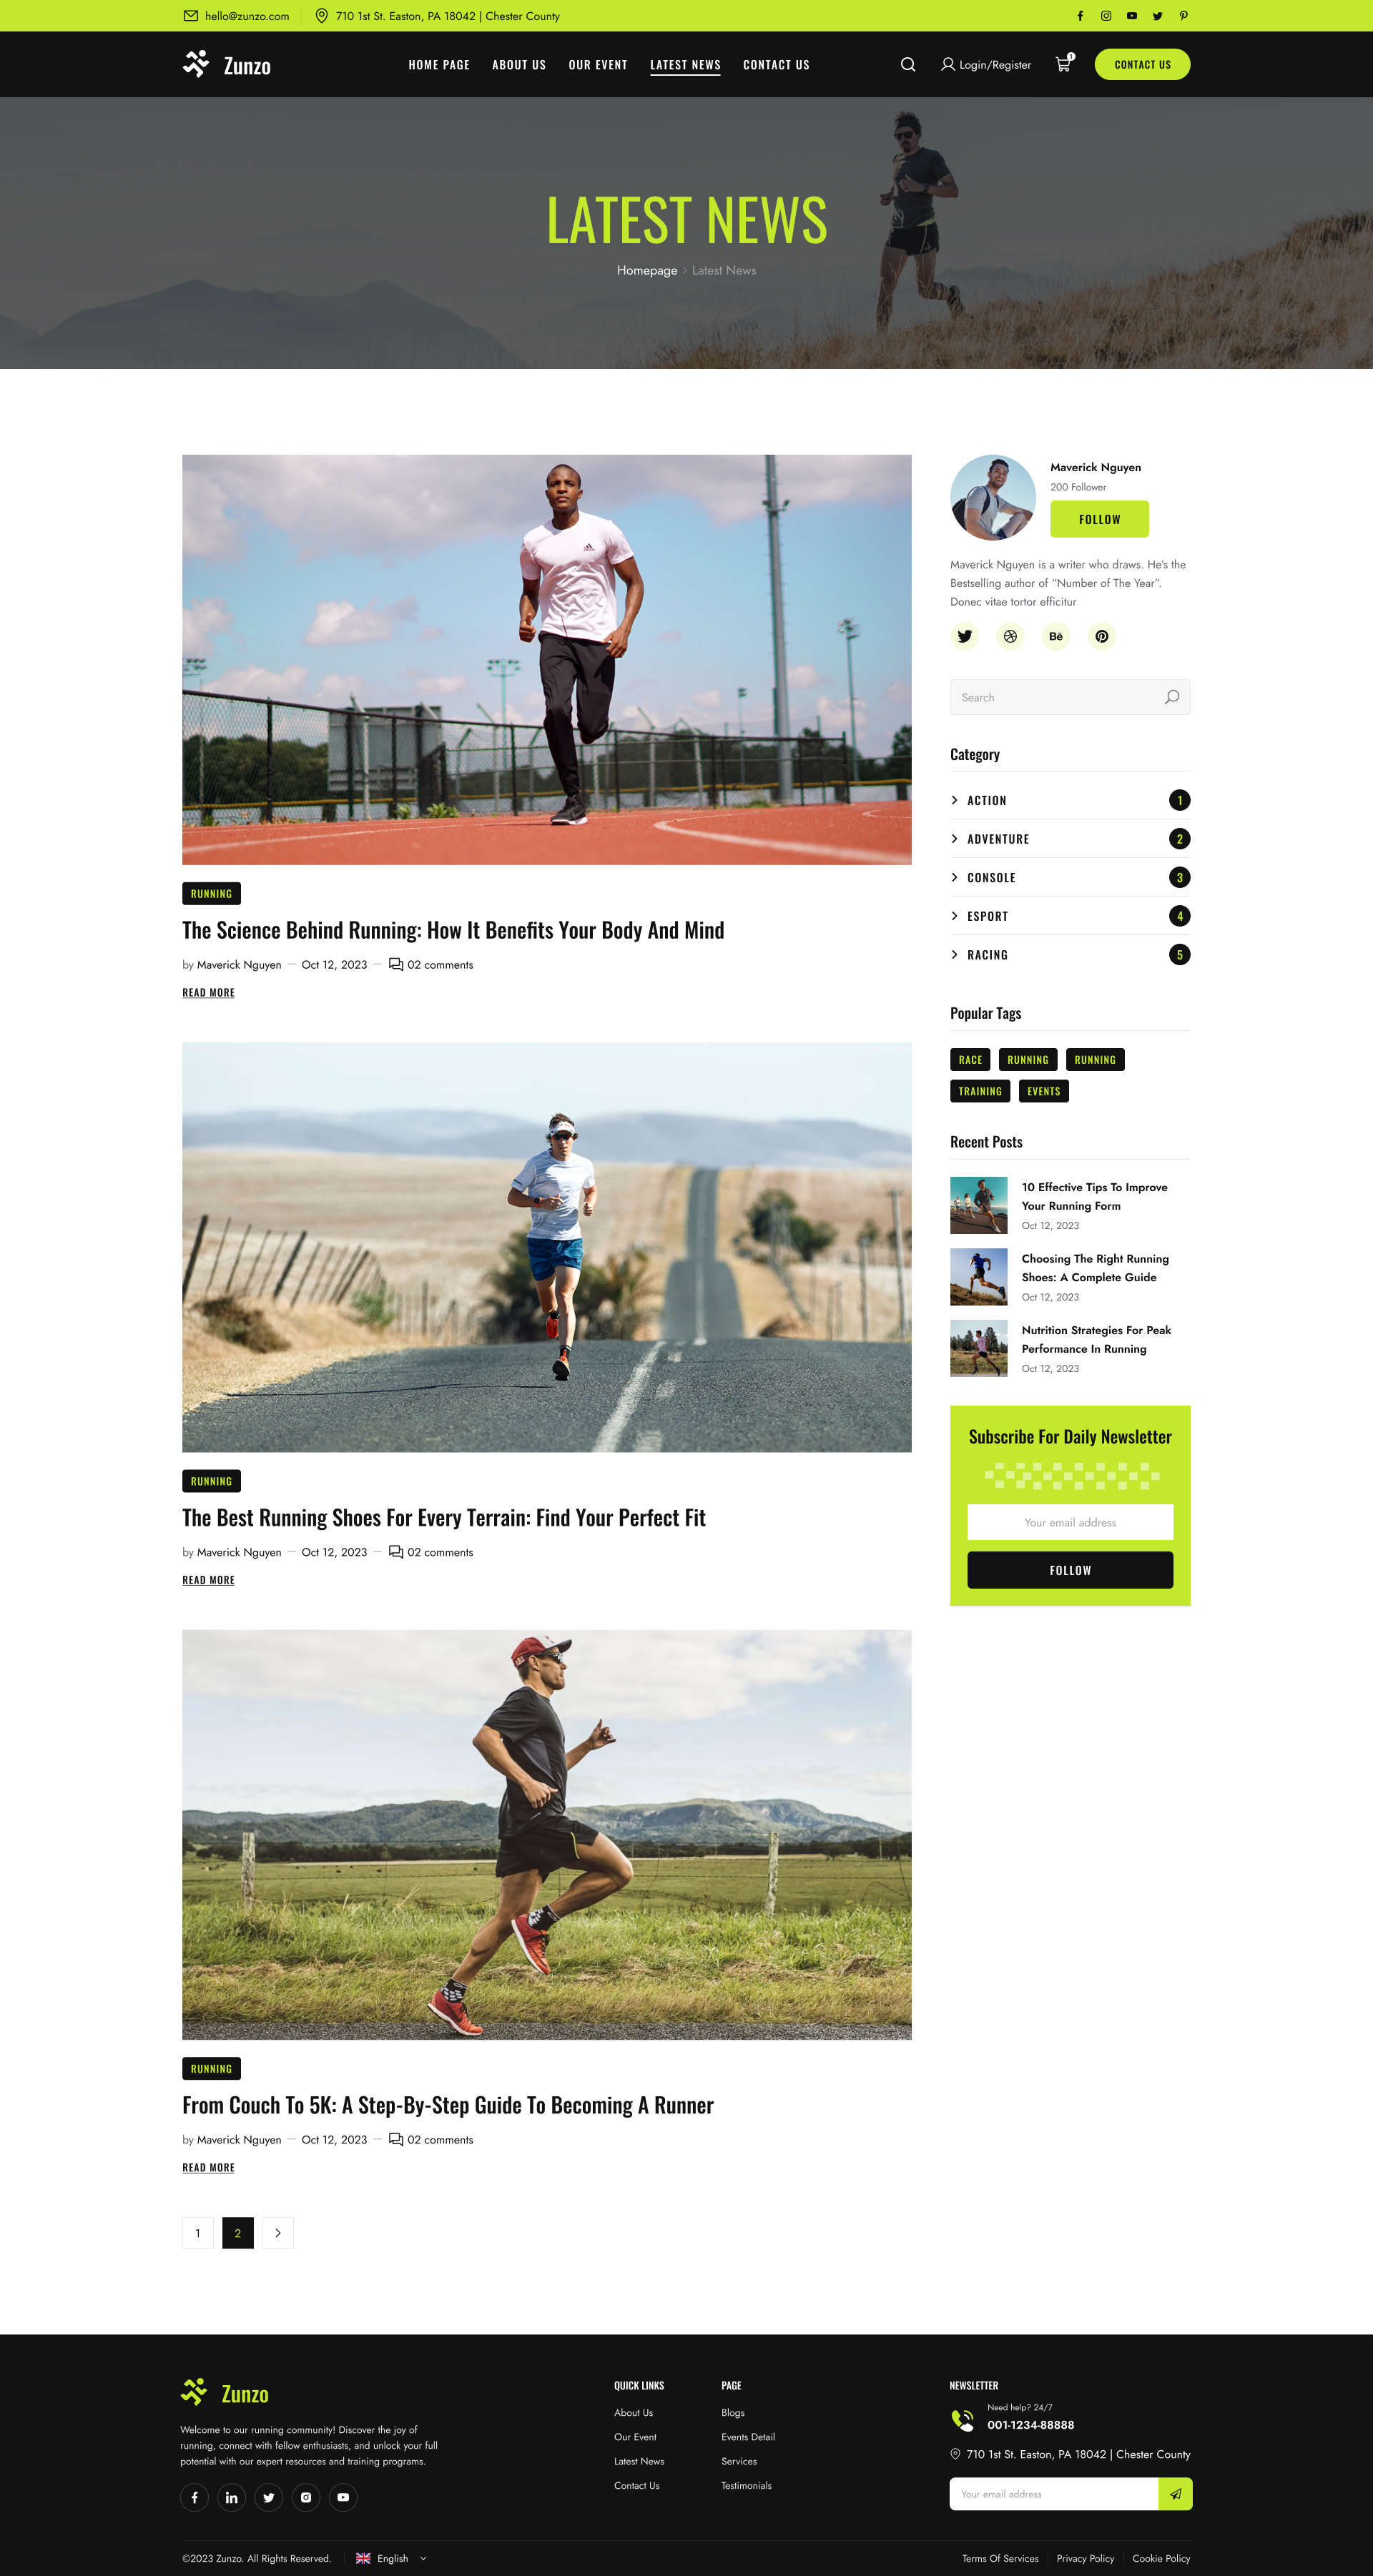 hello@zunzo.com
710 1st St. Easton, PA 18042 | Chester County
Zunzo
HOME PAGE
ABOUT US
OUR EVENT
LATEST NEWS
CONTACT US
Login/Register
1
CONTACT US
LATEST NEWS
Homepage > Latest News
RUNNING
The Science Behind Running: How It Benefits Your Body And Mind
by Maverick Nguyen — Oct 12, 2023 — 02 comments
READ MORE
RUNNING
The Best Running Shoes For Every Terrain: Find Your Perfect Fit
by Maverick Nguyen — Oct 12, 2023 — 02 comments
READ MORE
RUNNING
From Couch To 5K: A Step-By-Step Guide To Becoming A Runner
by Maverick Nguyen — Oct 12, 2023 — 02 comments
READ MORE
1
2
Maverick Nguyen
200 Follower
FOLLOW
Maverick Nguyen is a writer who draws. He’s the
Bestselling author of “Number of The Year”.
Donec vitae tortor efficitur
Bē
Search
Category
ACTION 1
ADVENTURE 2
CONSOLE 3
ESPORT 4
RACING 5
Popular Tags
RACE
RUNNING
RUNNING
TRAINING
EVENTS
Recent Posts
10 Effective Tips To Improve
Your Running Form
Oct 12, 2023
Choosing The Right Running
Shoes: A Complete Guide
Oct 12, 2023
Nutrition Strategies For Peak
Performance In Running
Oct 12, 2023
Subscribe For Daily Newsletter
Your email address
FOLLOW
Zunzo
Welcome to our running community! Discover the joy of
running, connect with fellow enthusiasts, and unlock your full
potential with our expert resources and training programs.
QUICK LINKS
About Us
Our Event
Latest News
Contact Us
PAGE
Blogs
Events Detail
Services
Testimonials
NEWSLETTER
Need help? 24/7
001-1234-88888
710 1st St. Easton, PA 18042 | Chester County
Your email address
©2023 Zunzo. All Rights Reserved.
English
Terms Of Services
Privacy Policy
Cookie Policy